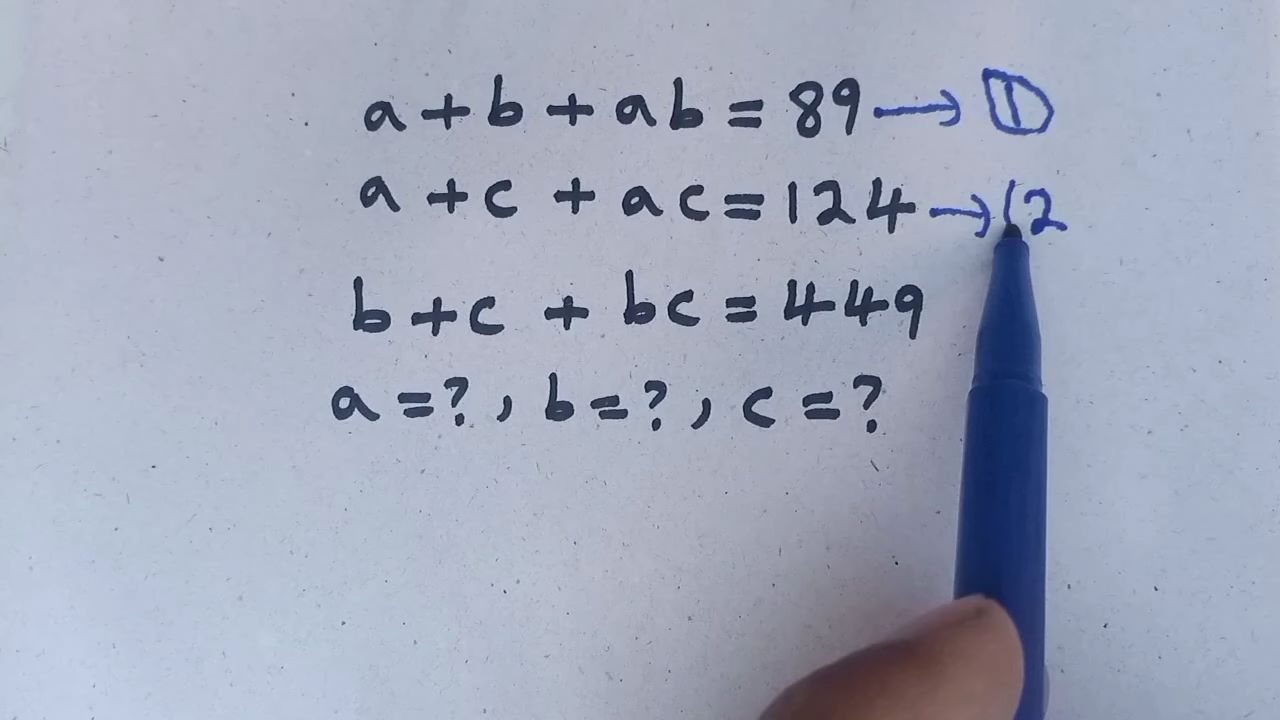 a + b + ab = 89 → ①
a + c + ac = 124 → (2
b + c + bc = 449
a = ? , b = ? , c = ?